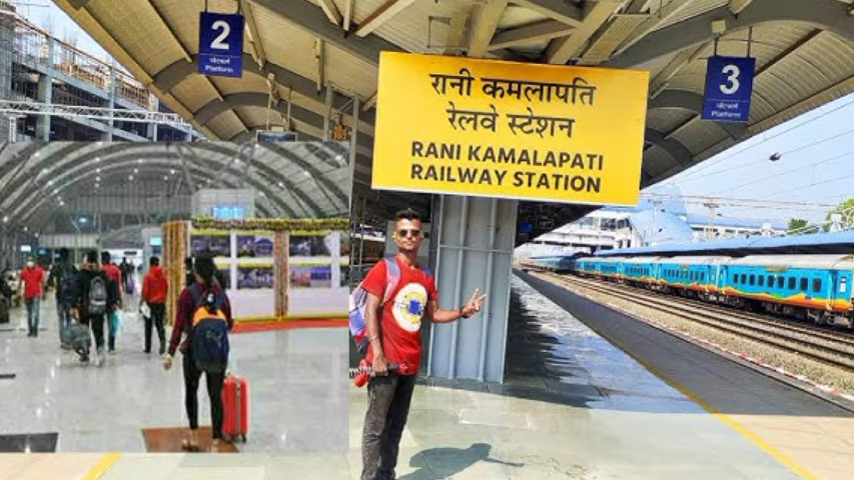 2
प्लेटफार्म
Platform
रानी कमलापति
रेलवे स्टेशन
RANI KAMALAPATI
RAILWAY STATION
3
प्लेटफार्म
Platform